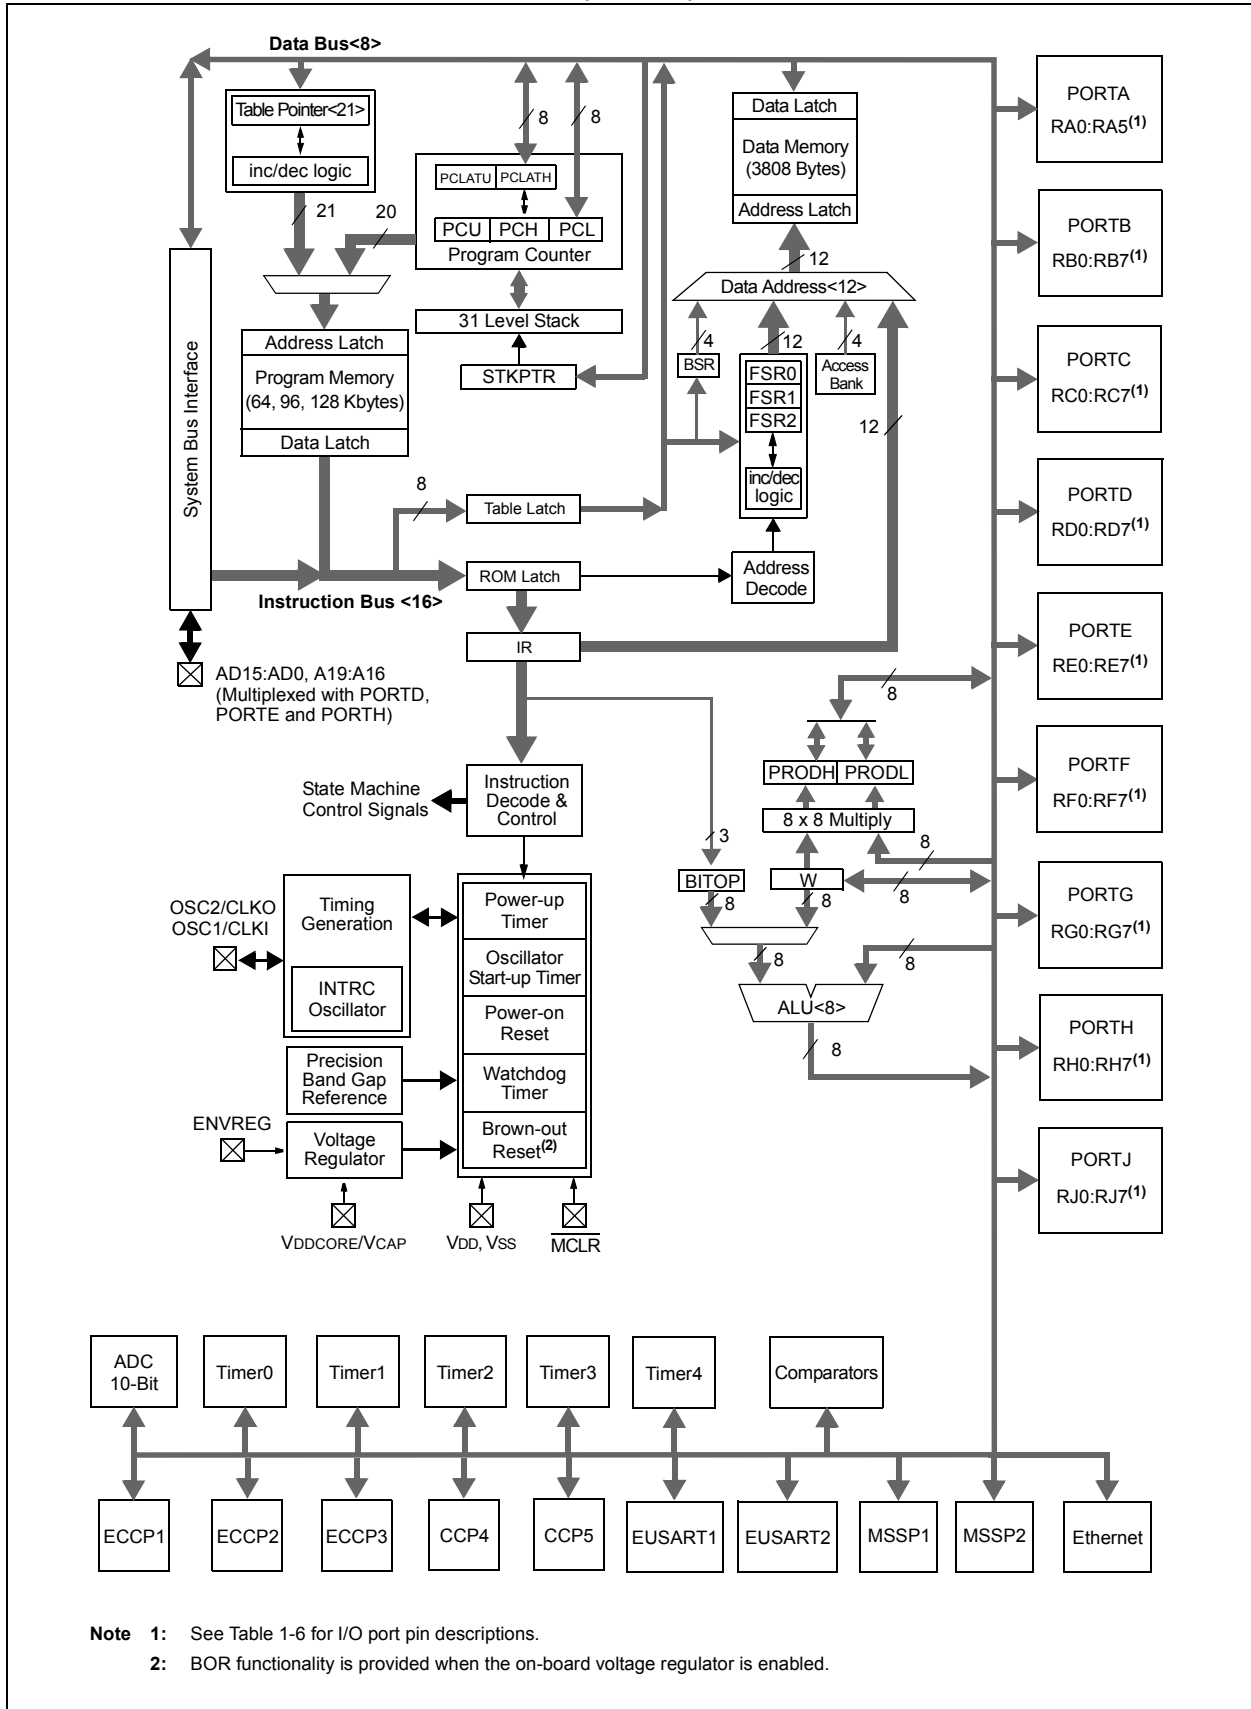 Data Bus<8>
Table Pointer<21>
inc/dec logic
21
20
8
8
PCLATU PCLATH
PCU PCH PCL
Program Counter
31 Level Stack
STKPTR
System Bus Interface
Address Latch
Program Memory
(64, 96, 128 Kbytes)
Data Latch
8
Table Latch
Instruction Bus <16>
ROM Latch
IR
AD15:AD0, A19:A16
(Multiplexed with PORTD,
PORTE and PORTH)
Data Latch
Data Memory
(3808 Bytes)
Address Latch
12
Data Address<12>
4
12
4
BSR
FSR0
FSR1
FSR2
Access
Bank
12
inc/dec
logic
Address
Decode
8
PRODH PRODL
8 x 8 Multiply
3
8
BITOP
W
8
8
8
8
8
ALU<8>
8
State Machine
Control Signals
Instruction
Decode &
Control
OSC2/CLKO
OSC1/CLKI
Timing
Generation
INTRC
Oscillator
Power-up
Timer
Oscillator
Start-up Timer
Power-on
Reset
Watchdog
Timer
Brown-out
Reset(2)
Precision
Band Gap
Reference
ENVREG
Voltage
Regulator
VDDCORE/VCAP
VDD, VSS
MCLR
PORTA
RA0:RA5(1)
PORTB
RB0:RB7(1)
PORTC
RC0:RC7(1)
PORTD
RD0:RD7(1)
PORTE
RE0:RE7(1)
PORTF
RF0:RF7(1)
PORTG
RG0:RG7(1)
PORTH
RH0:RH7(1)
PORTJ
RJ0:RJ7(1)
ADC
10-Bit
Timer0
Timer1
Timer2
Timer3
Timer4
Comparators
ECCP1
ECCP2
ECCP3
CCP4
CCP5
EUSART1
EUSART2
MSSP1
MSSP2
Ethernet
Note 1: See Table 1-6 for I/O port pin descriptions.
2: BOR functionality is provided when the on-board voltage regulator is enabled.